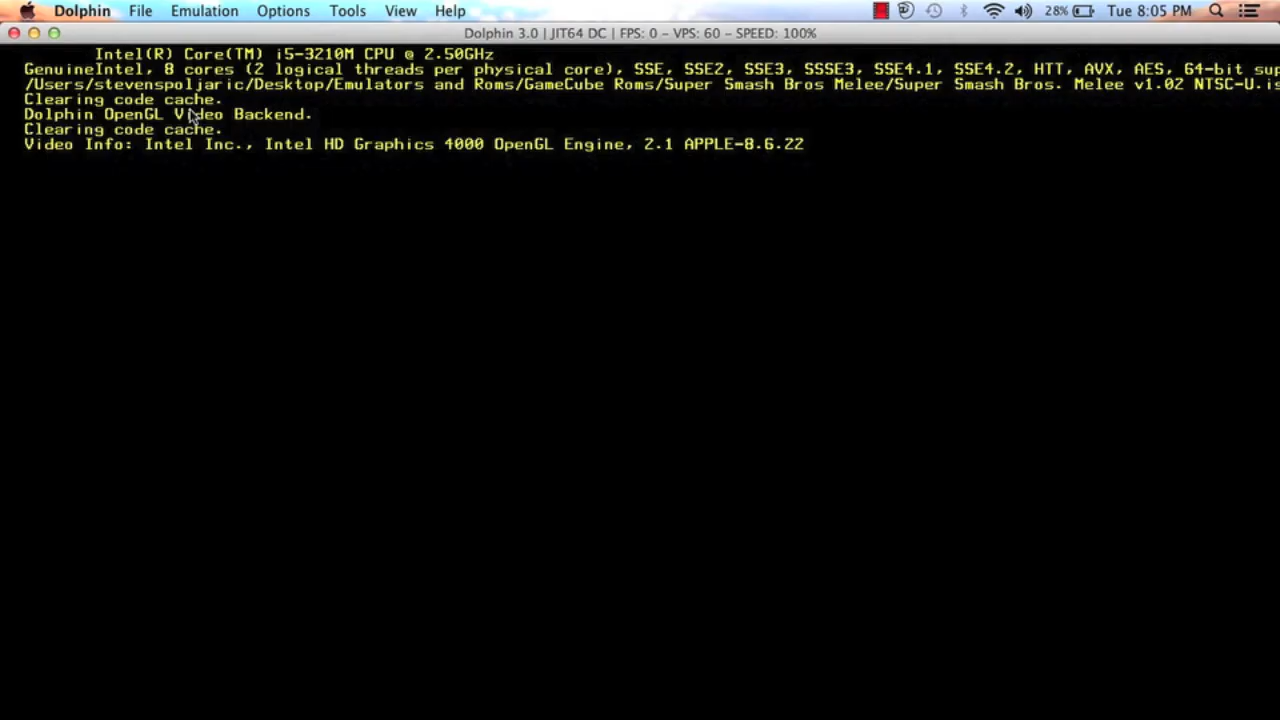 Dolphin File Emulation Options Tools View Help 28% Tue 8:05 PM
Dolphin 3.0 | JIT64 DC | FPS: 0 - VPS: 60 - SPEED: 100%
Intel(R) Core(TM) i5-3210M CPU @ 2.50GHz
GenuineIntel, 8 cores (2 logical threads per physical core), SSE, SSE2, SSE3, SSSE3, SSE4.1, SSE4.2, HTT, AVX, AES, 64-bit sup
/Users/stevenspoljaric/Desktop/Emulators and Roms/GameCube Roms/Super Smash Bros Melee/Super Smash Bros. Melee v1.02 NTSC-U.is
Clearing code cache.
Dolphin OpenGL Video Backend.
Clearing code cache.
Video Info: Intel Inc., Intel HD Graphics 4000 OpenGL Engine, 2.1 APPLE-8.6.22